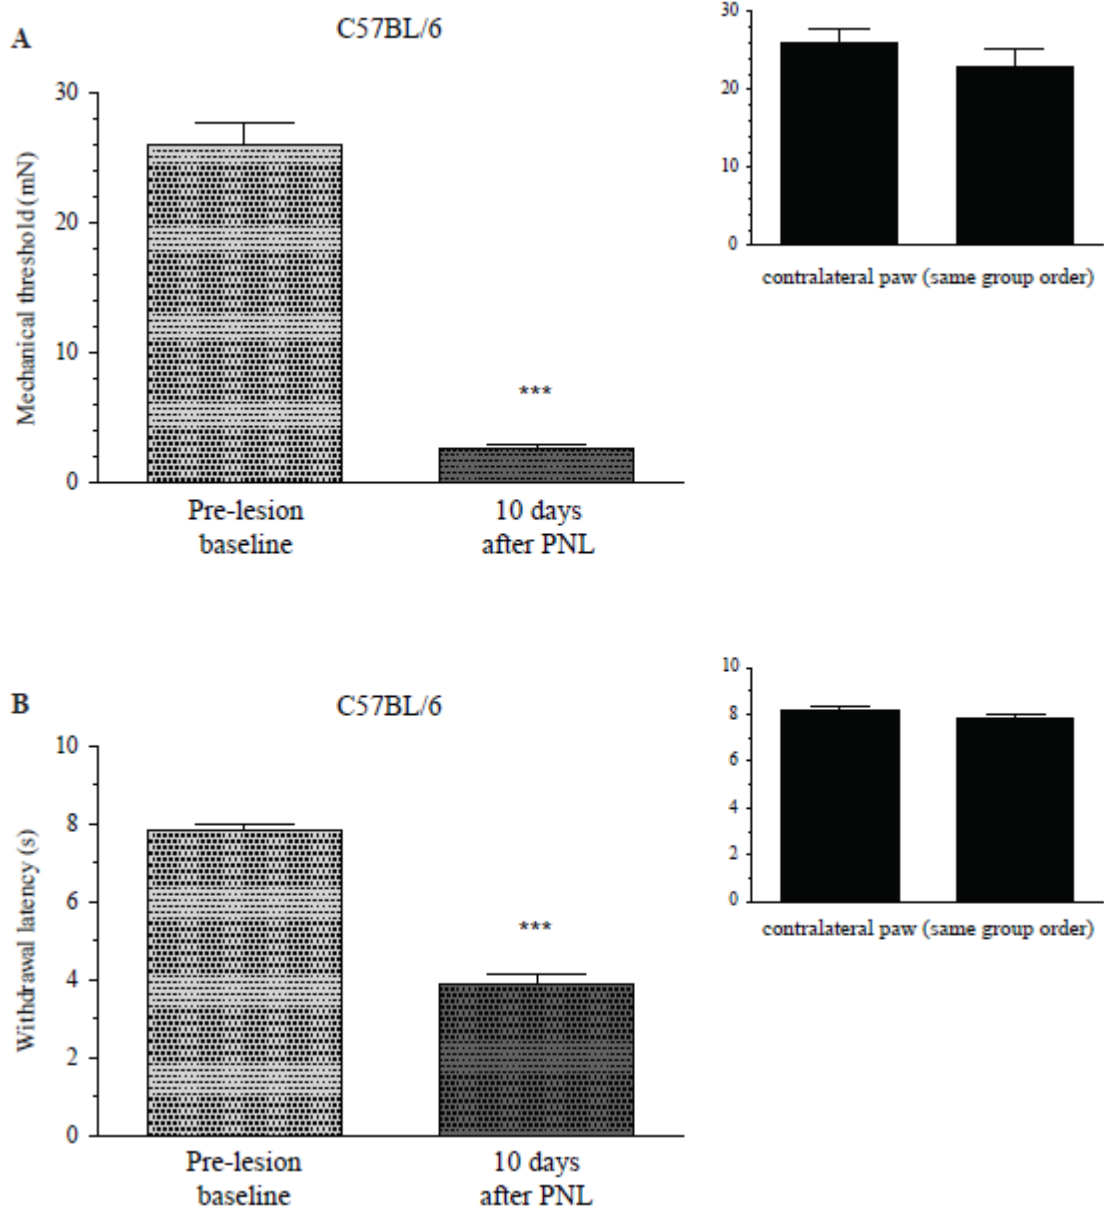 A
C57BL/6
Mechanical threshold (mN)
30
20
10
0
***
Pre-lesion
baseline
10 days
after PNL
30
20
10
0
contralateral paw (same group order)
B
C57BL/6
Withdrawal latency (s)
10
8
6
4
2
0
***
Pre-lesion
baseline
10 days
after PNL
10
8
6
4
2
0
contralateral paw (same group order)